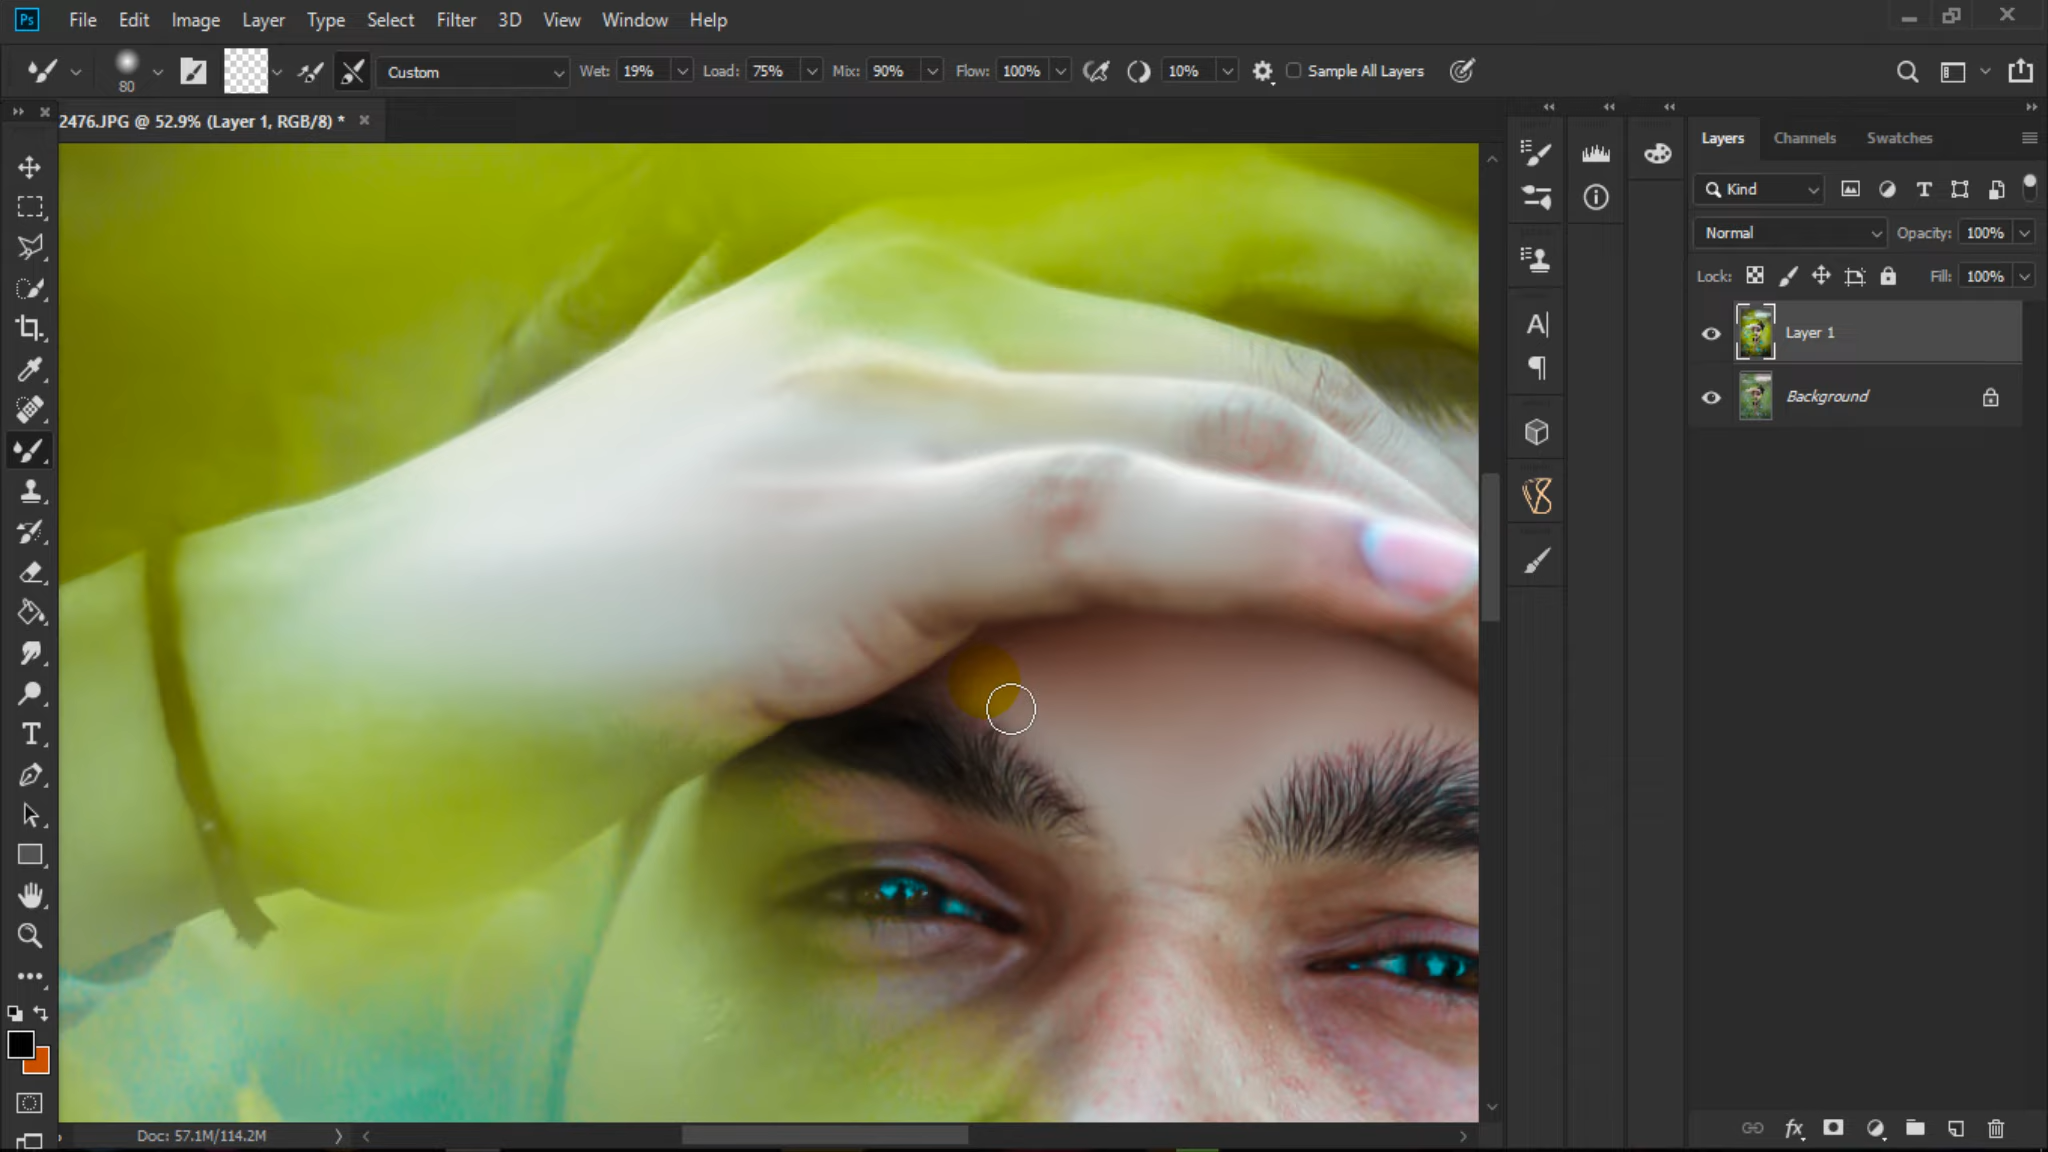 Ps File Edit Image Layer Type Select Filter 3D View Window Help
80 Custom Wet: 19% Load: 75% Mix: 90% Flow: 100% 10% Sample All Layers
2476.JPG @ 52.9% (Layer 1, RGB/8) *
Layers Channels Swatches
Kind
Normal Opacity: 100%
Lock: Fill: 100%
Layer 1
Background
Doc: 57.1M/114.2M